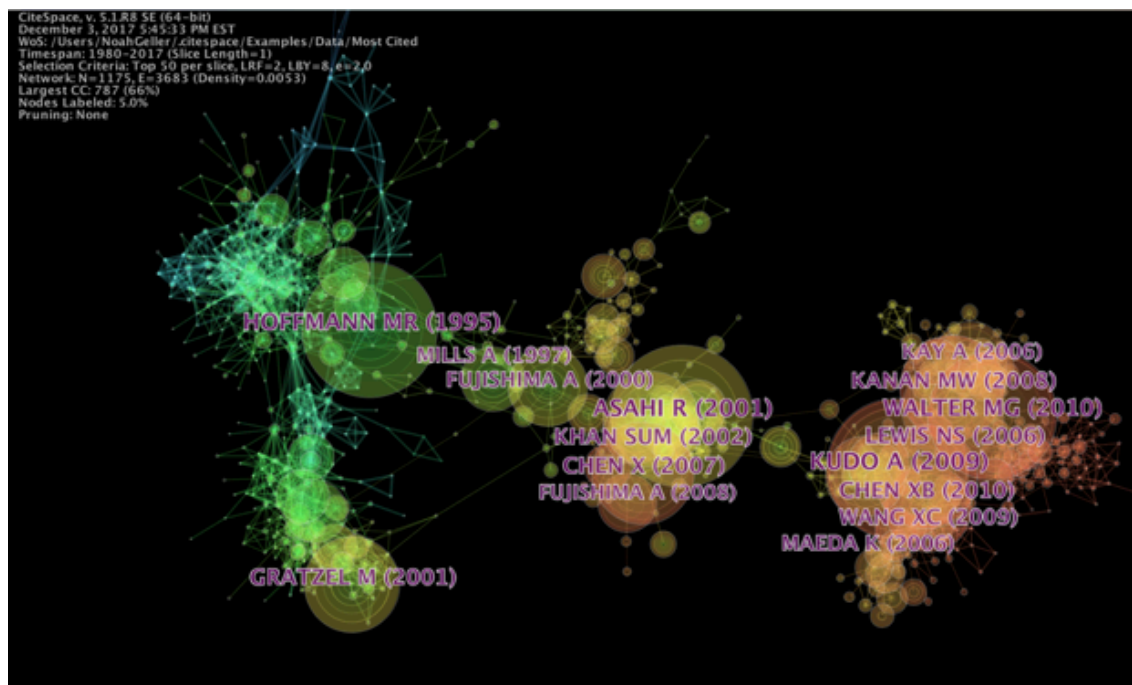 CiteSpace, v. 5.1.R8 SE (64-bit)
December 3, 2017 5:45:33 PM EST
WoS: /Users/NoahGeller/.citespace/Examples/Data/Most Cited
Timespan: 1980-2017 (Slice Length=1)
Selection Criteria: Top 50 per slice, LRF=2, LBY=8, e=2.0
Network: N=1175, E=3683 (Density=0.0053)
Largest CC: 787 (66%)
Nodes Labeled: 5.0%
Pruning: None
HOFFMANN MR (1995)
MILLS A (1997)
FUJISHIMA A (2000)
ASAHI R (2001)
KHAN SUM (2002)
CHEN X (2007)
FUJISHIMA A (2008)
GRATZEL M (2001)
KAY A (2006)
KANAN MW (2008)
WALTER MG (2010)
LEWIS NS (2006)
KUDO A (2009)
CHEN XB (2010)
WANG XC (2009)
MAEDA K (2006)